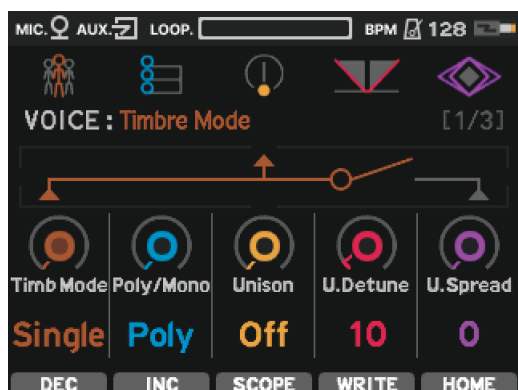 MIC. AUX. LOOP. BPM 128
VOICE : Timbre Mode [1/3]
Timb Mode Poly/Mono Unison U.Detune U.Spread
Single Poly Off 10 0
DEC INC SCOPE WRITE HOME